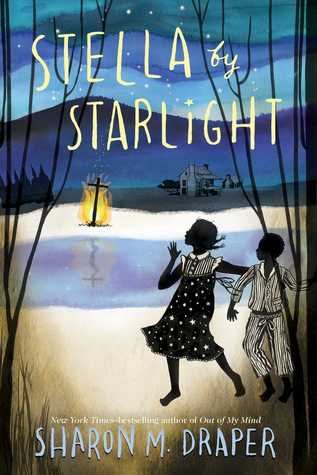 STELLA by
STARLIGHT
New York Times–bestselling author of Out of My Mind
SHARON M. DRAPER